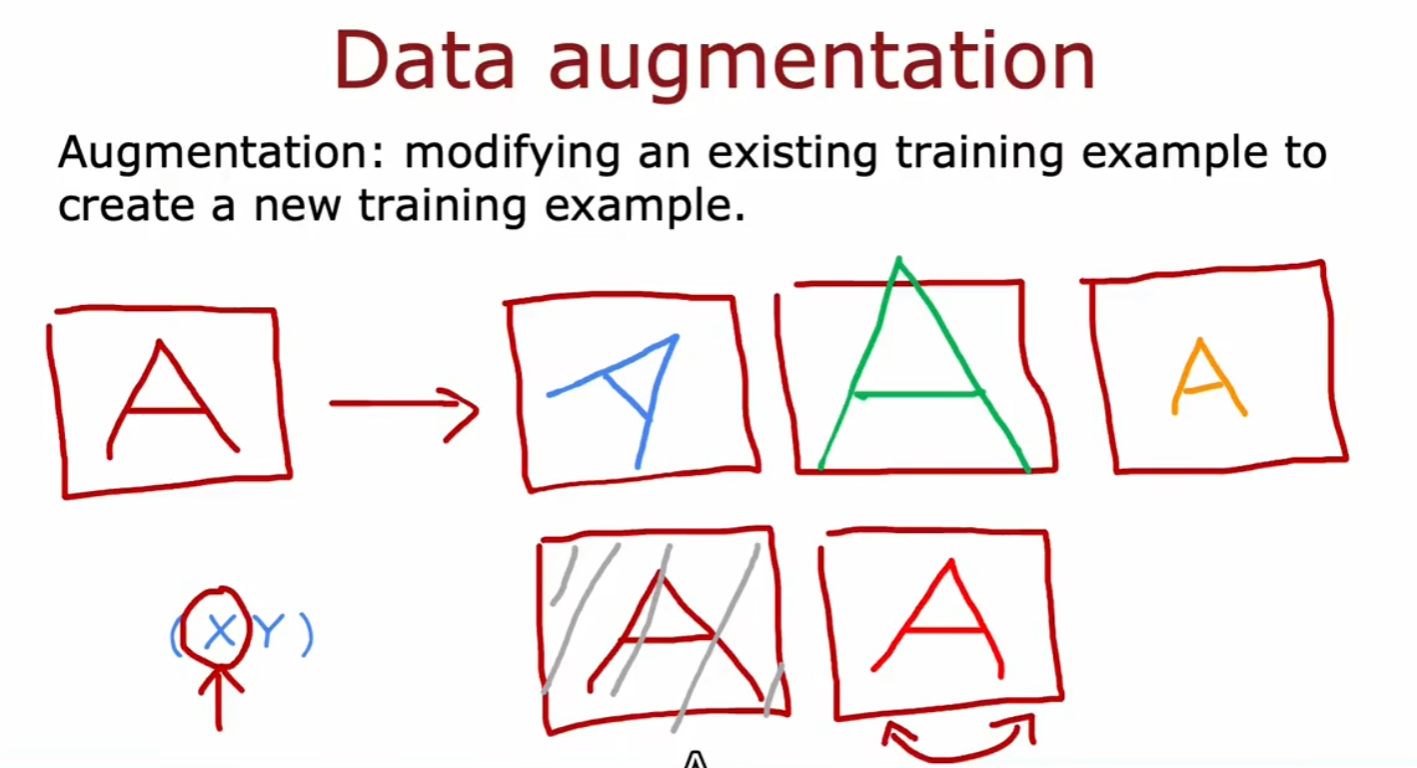 Data augmentation
Augmentation: modifying an existing training example to
create a new training example.
A A A A
(X Y) A A